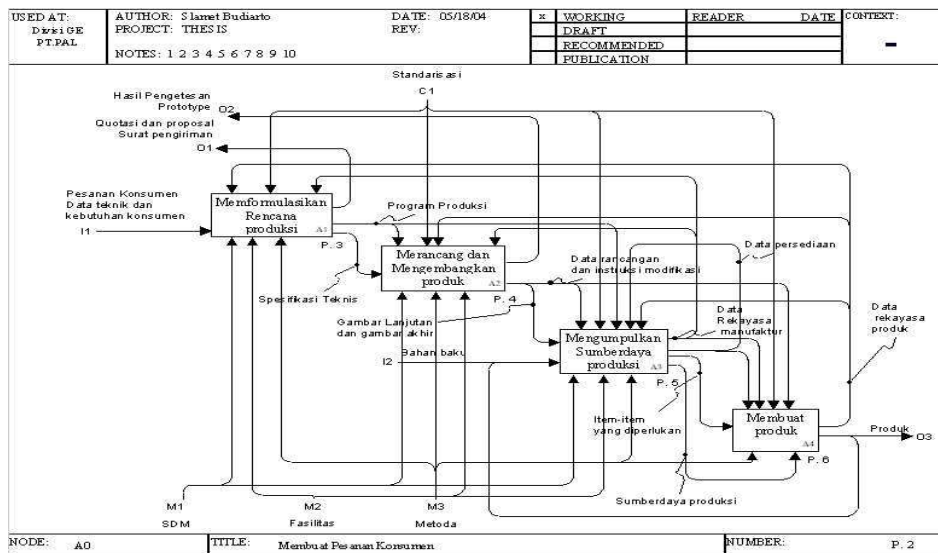 USED AT:
Divisi GE
PT.PAL
AUTHOR: Slamet Budiarto
PROJECT: THESIS
NOTES: 1 2 3 4 5 6 7 8 9 10
DATE: 05/18/04
REV:
x WORKING
DRAFT
RECOMMENDED
PUBLICATION
READER DATE
CONTEXT:
Standarisasi
C1
Hasil Pengetesan
Prototype
O2
Quotasi dan proposal
Surat pengiriman
O1
Pesanan Konsumen
Data teknik dan
kebutuhan konsumen
I1
Memformulasikan
Rencana
produksi
A1
P. 3
Program Produksi
Merancang dan
Mengembangkan
produk
A2
P. 4
Spesifikasi Teknis
Data persediaan
Data rancangan
dan instruksi modifikasi
Gambar Lanjutan
dan gambar akhir
Bahan baku
I2
Mengumpulkan
Sumberdaya
produksi
A3
P. 5
Data
Rekayasa
manufaktur
Data
rekayasa
produk
Item-item
yang diperlukan
Membuat
produk
A4
P. 6
Produk
O3
Sumberdaya produksi
M1
SDM
M2
Fasilitas
M3
Metoda
NODE: A0
TITLE: Membuat Pesanan Konsumen
NUMBER: P. 2